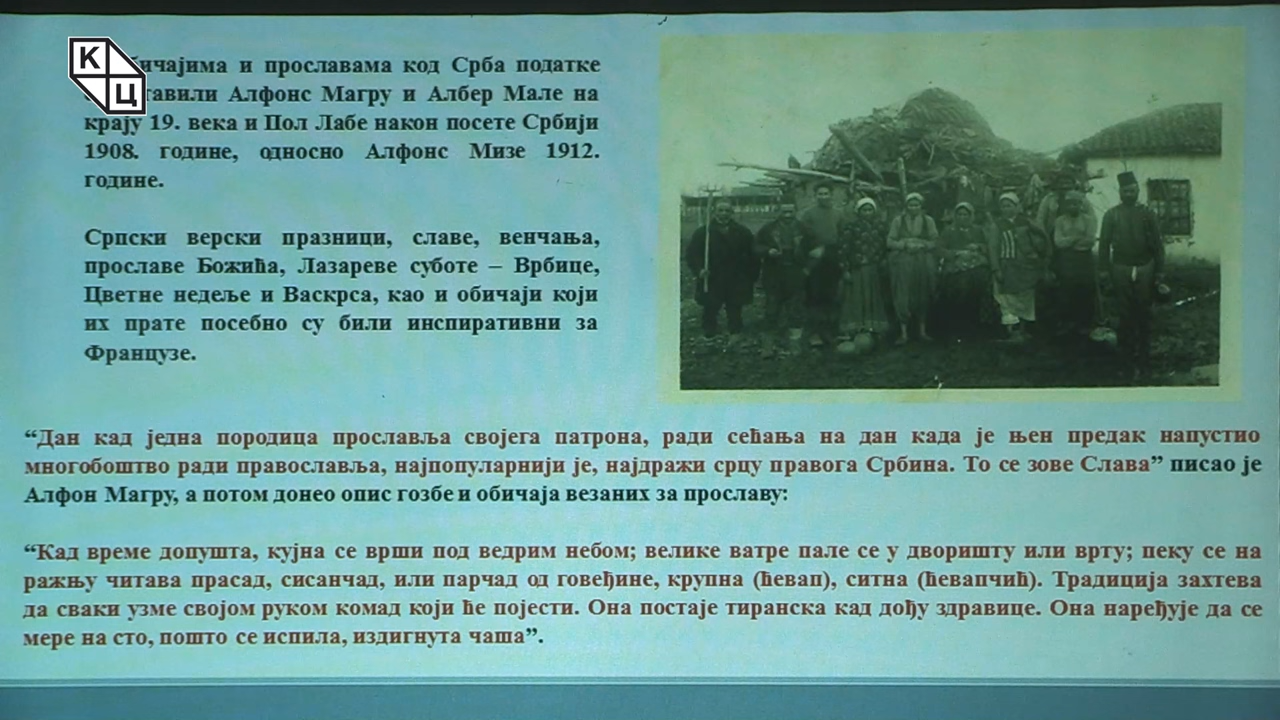 К
Ц
и прославама код Срба податке
Алфонс Магру и Албер Мале на
крају 19. века и Пол Лабе након посете Србији
1908. године, односно Алфонс Мизе 1912.
године.
Српски верски празници, славе, венчања,
прославе Божића, Лазареве суботе – Врбице,
Цветне недеље и Васкрса, као и обичаји који
их прате посебно су били инспиративни за
Французе.
“Дан кад једна породица прославља својега патрона, ради сећања на дан када је њен предак напустио
многобоштво ради православља, најпопуларнији је, најдражи срцу правога Србина. То се зове Слава” писао је
Алфон Магру, а потом донео опис гозбе и обичаја везаних за прославу:
“Кад време допушта, кујна се врши под ведрим небом; велике ватре пале се у дворишту или врту; пеку се на
ражњу читава прасад, сисанчад, или парчад од говеђине, крупна (ћевап), ситна (ћевапчић). Традиција захтева
да сваки узме својом руком комад који ће појести. Она постаје тиранска кад дођу здравице. Она наређује да се
мере на сто, пошто се испила, издигнута чаша”.